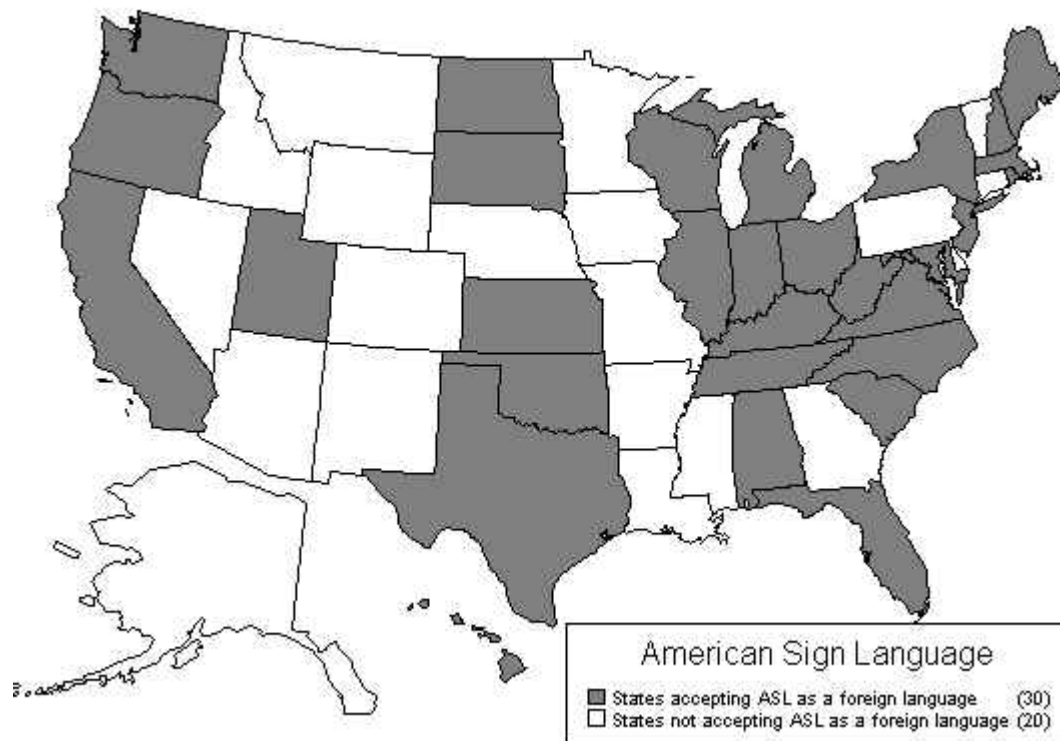 American Sign Language
States accepting ASL as a foreign language (30)
States not accepting ASL as a foreign language (20)